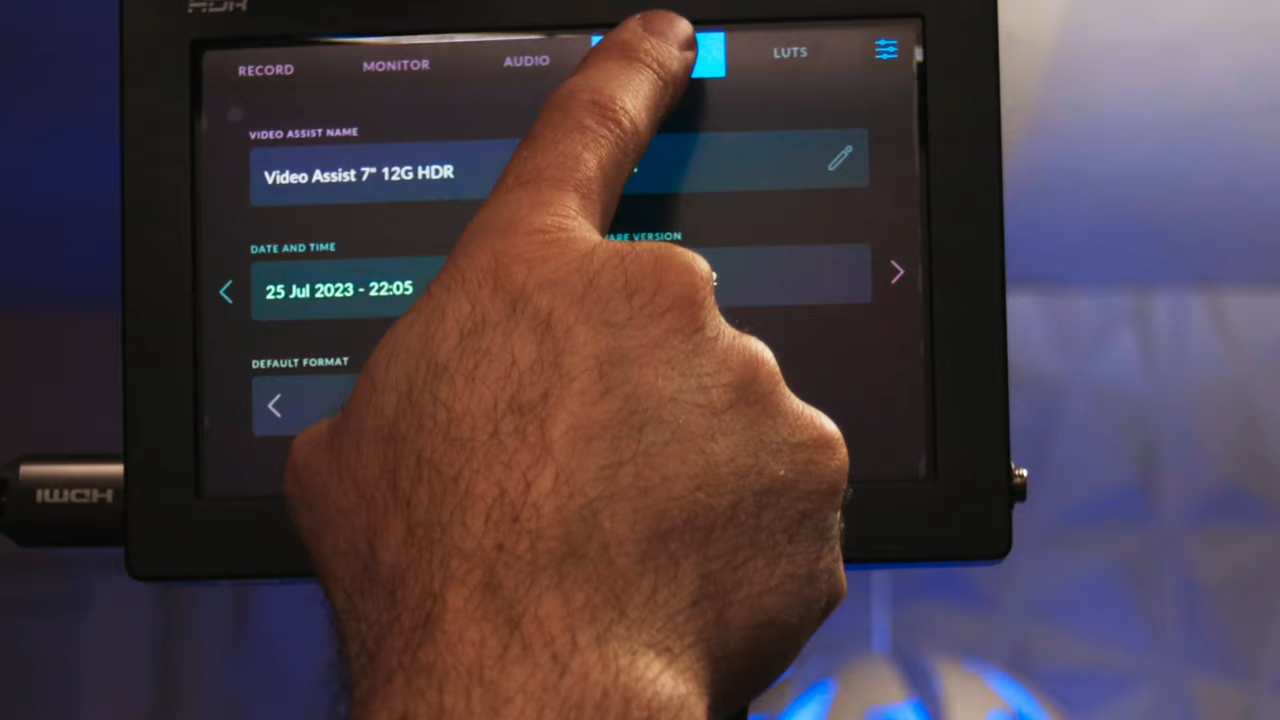 HDR
RECORD MONITOR AUDIO LUTS
VIDEO ASSIST NAME
Video Assist 7" 12G HDR
DATE AND TIME VERSION
25 Jul 2023 - 22:05
DEFAULT FORMAT
HDMI